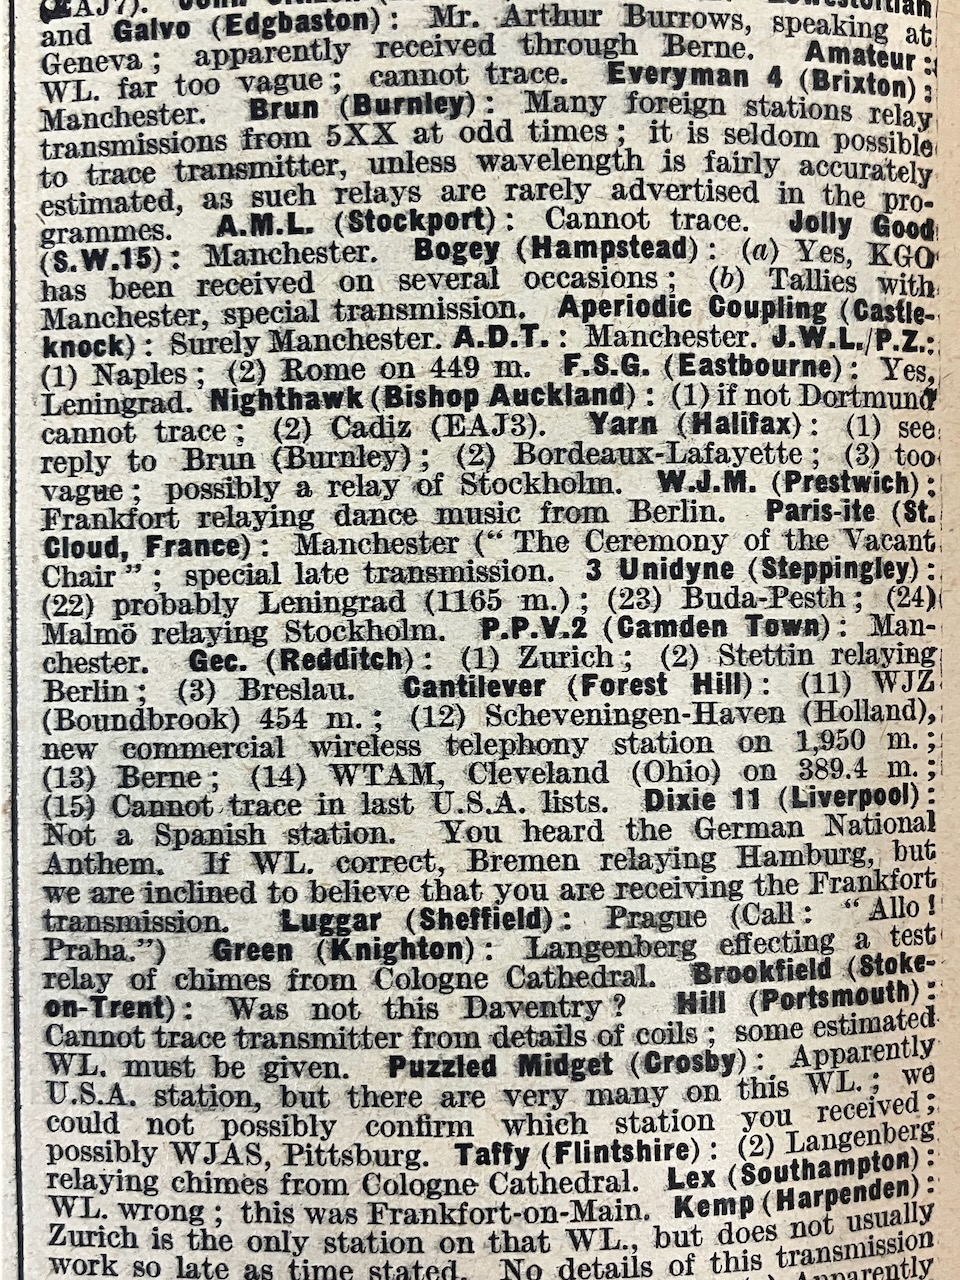 EAJ7).
and Galvo (Edgbaston): Mr. Arthur Burrows, speaking at
Geneva; apparently received through Berne. Amateur:
WL. far too vague; cannot trace. Everyman 4 (Brixton):
Manchester. Brun (Burnley): Many foreign stations relay
transmissions from 5XX at odd times; it is seldom possible
to trace transmitter, unless wavelength is fairly accurately
estimated, as such relays are rarely advertised in the pro-
grammes. A.M.L. (Stockport): Cannot trace. Jolly Good
(S.W.15): Manchester. Bogey (Hampstead): (a) Yes, KGO
has been received on several occasions; (b) Tallies with
Manchester, special transmission. Aperiodic Coupling (Castle-
knock): Surely Manchester. A.D.T.: Manchester. J.W.L./P.Z.:
(1) Naples; (2) Rome on 449 m. F.S.G. (Eastbourne): Yes,
Leningrad. Nighthawk (Bishop Auckland): (1) if not Dortmund
cannot trace; (2) Cadiz (EAJ3). Yarn (Halifax): (1) see
reply to Brun (Burnley); (2) Bordeaux-Lafayette; (3) too
vague; possibly a relay of Stockholm. W.J.M. (Prestwich):
Frankfort relaying dance music from Berlin. Paris-ite (St.
Cloud, France): Manchester (“The Ceremony of the Vacant
Chair”; special late transmission. 3 Unidyne (Steppingley):
(22) probably Leningrad (1165 m.); (23) Buda-Pesth; (24)
Malmö relaying Stockholm. P.P.V.2 (Camden Town): Man-
chester. Gec. (Redditch): (1) Zurich; (2) Stettin relaying
Berlin; (3) Breslau. Cantilever (Forest Hill): (11) WJZ
(Boundbrook) 454 m.; (12) Scheveningen-Haven (Holland),
new commercial wireless telephony station on 1,950 m.;
(13) Berne; (14) WTAM, Cleveland (Ohio) on 389.4 m.;
(15) Cannot trace in last U.S.A. lists. Dixie 11 (Liverpool):
Not a Spanish station. You heard the German National
Anthem. If WL. correct, Bremen relaying Hamburg, but
we are inclined to believe that you are receiving the Frankfort
transmission. Luggar (Sheffield): Prague (Call: “Allo!
Praha.”) Green (Knighton): Langenberg effecting a test
relay of chimes from Cologne Cathedral. Brookfield (Stoke-
on-Trent): Was not this Daventry? Hill (Portsmouth):
Cannot trace transmitter from details of coils; some estimated
WL. must be given. Puzzled Midget (Crosby): Apparently
U.S.A. station, but there are very many on this WL.; we
could not possibly confirm which station you received;
possibly WJAS, Pittsburg. Taffy (Flintshire): (2) Langenberg
relaying chimes from Cologne Cathedral. Lex (Southampton):
WL. wrong; this was Frankfort-on-Main. Kemp (Harpenden):
Zurich is the only station on that WL., but does not usually
work so late as time stated. No details of this transmission
Apparently